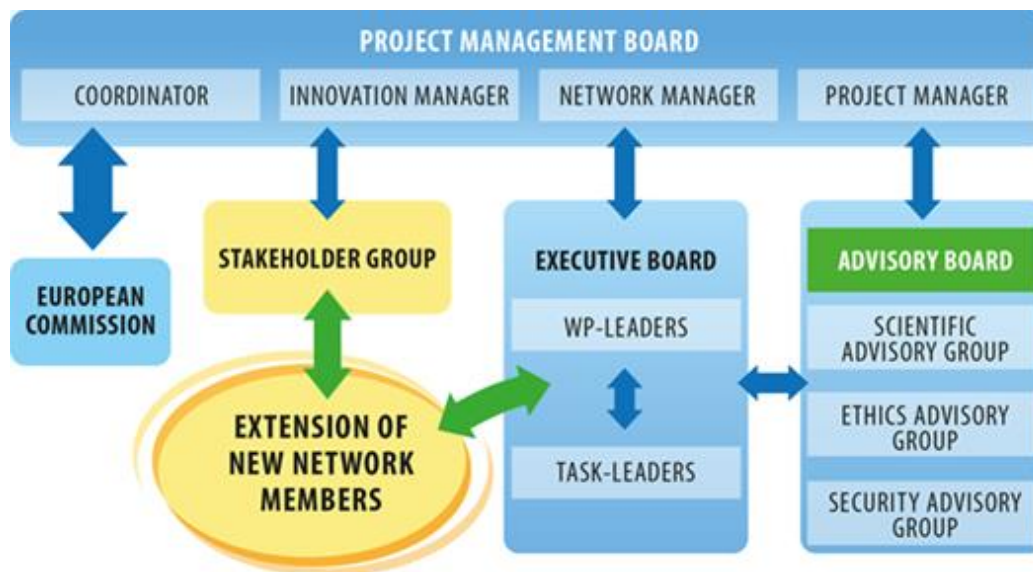 PROJECT MANAGEMENT BOARD
COORDINATOR
INNOVATION MANAGER
NETWORK MANAGER
PROJECT MANAGER
EUROPEAN
COMMISSION
STAKEHOLDER GROUP
EXTENSION OF
NEW NETWORK
MEMBERS
EXECUTIVE BOARD
WP-LEADERS
TASK-LEADERS
ADVISORY BOARD
SCIENTIFIC
ADVISORY GROUP
ETHICS ADVISORY
GROUP
SECURITY ADVISORY
GROUP